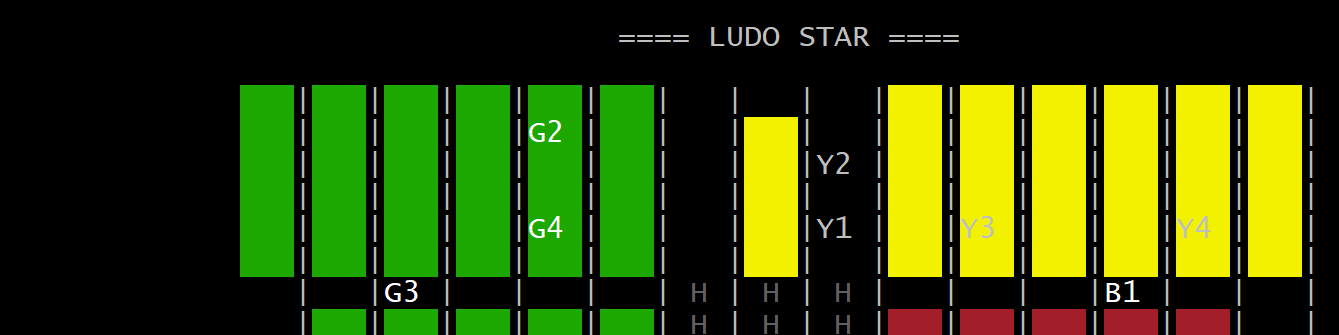 ==== LUDO STAR ====
| | | | | | | | | | | | | | |
| | | | |G2 | | | | | | | | | | |
| | | | | | | | |Y2 | | | | | | |
| | | | | | | | | | | | | | |
| | | | |G4 | | | | |Y1 | |Y3 | | |Y4 | |
| | | | | | | | | | | | | | |
| |G3 | | | | H | H | H | | | |B1 | | |
| | | | | | H | H | H | | | | | | |